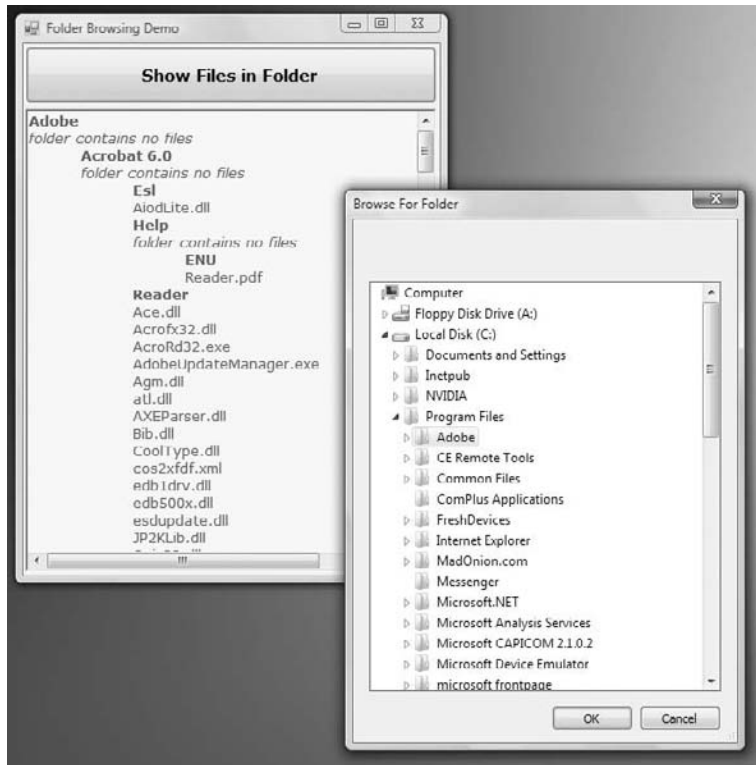 Folder Browsing Demo
Show Files in Folder
Adobe
folder contains no files
Acrobat 6.0
folder contains no files
Esl
AiodLite.dll
Help
folder contains no files
ENU
Reader.pdf
Reader
Ace.dll
Acrofx32.dll
AcroRd32.exe
AdobeUpdateManager.exe
Agm.dll
atl.dll
AXEParser.dll
Bib.dll
CoolType.dll
cos2xfdf.xml
edb1drv.dll
edb500x.dll
esdupdate.dll
JP2KLib.dll
Browse For Folder
Computer
Floppy Disk Drive (A:)
Local Disk (C:)
Documents and Settings
Inetpub
NVIDIA
Program Files
Adobe
CE Remote Tools
Common Files
ComPlus Applications
FreshDevices
Internet Explorer
MadOnion.com
Messenger
Microsoft.NET
Microsoft Analysis Services
Microsoft CAPICOM 2.1.0.2
Microsoft Device Emulator
microsoft frontpage
OK
Cancel